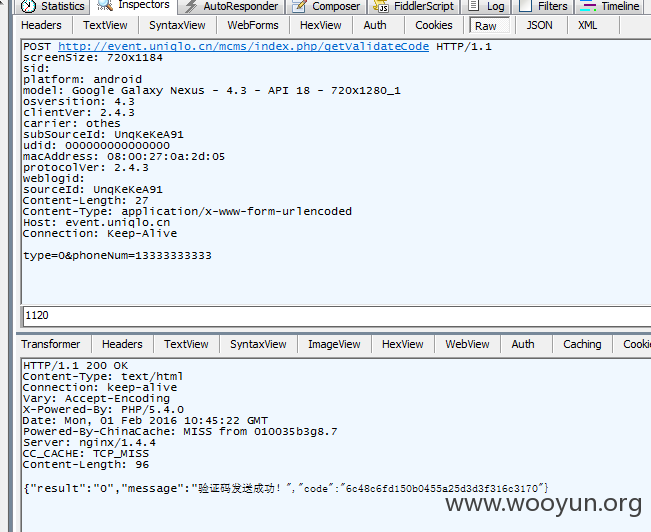 Statistics Inspectors AutoResponder Composer FiddlerScript Log Filters Timeline
Headers TextView SyntaxView WebForms HexView Auth Cookies Raw JSON XML
POST http://event.uniqlo.cn/mcms/index.php/getValidateCode HTTP/1.1
screenSize: 720x1184
sid:
platform: android
model: Google Galaxy Nexus - 4.3 - API 18 - 720x1280_1
osversition: 4.3
clientVer: 2.4.3
carrier: othes
subSourceId: UnqKeKeA91
udid: 000000000000000
macAddress: 08:00:27:0a:2d:05
protocolVer: 2.4.3
weblogid:
sourceId: UnqKeKeA91
Content-Length: 27
Content-Type: application/x-www-form-urlencoded
Host: event.uniqlo.cn
Connection: Keep-Alive
type=0&phoneNum=13333333333
1120
Transformer Headers TextView SyntaxView ImageView HexView WebView Auth Caching Cooki
HTTP/1.1 200 OK
Content-Type: text/html
Connection: keep-alive
Vary: Accept-Encoding
X-Powered-By: PHP/5.4.0
Date: Mon, 01 Feb 2016 10:45:22 GMT
Powered-By-ChinaCache: MISS from 010035b3g8.7
Server: nginx/1.4.4
CC_CACHE: TCP_MISS
Content-Length: 96
{"result":"0","message":"验证码发送成功！","code":"6c48c6fd150b0455a25d3d3f316c3170"}
www.wooyun.org